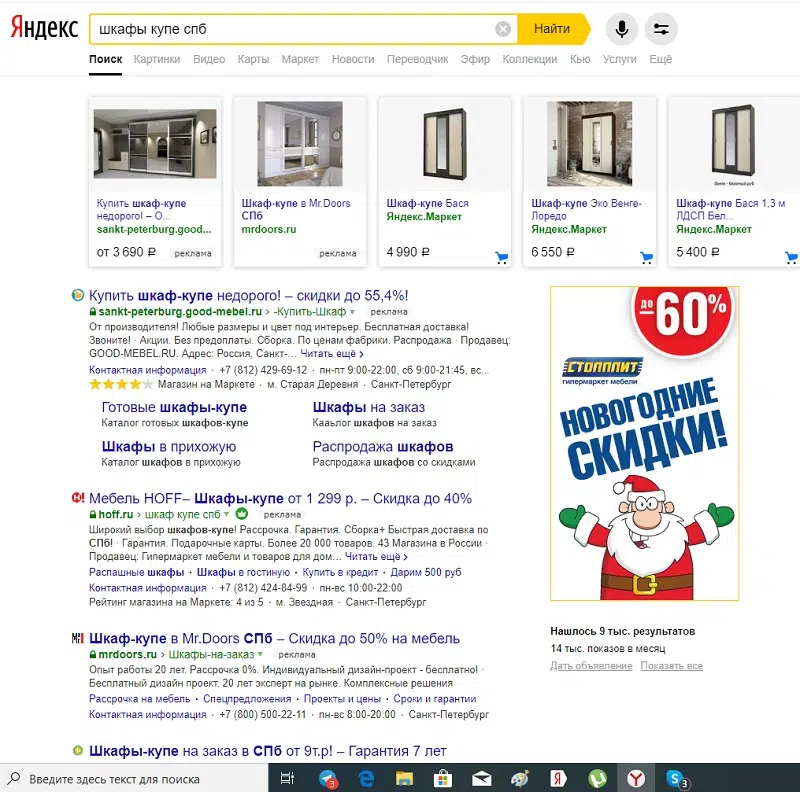 Яндекс
шкафы купе спб
Найти
Поиск Картинки Видео Карты Маркет Новости Переводчик Эфир Коллекции Кью Услуги Ещё
Купить шкаф-купе
недорого! – О...
sankt-peterburg.good...
от 3 690 ₽ реклама
Шкаф-купе в Mr.Doors
СПб
mrdoors.ru
реклама
Шкаф-купе Бася
Яндекс.Маркет
4 990 ₽
Шкаф-купе Эко Венге-
Лоредо
Яндекс.Маркет
6 550 ₽
Венге - беленый дуб
Шкаф-купе Бася 1,3 м
ЛДСП Бел...
Яндекс.Маркет
5 400 ₽
Купить шкаф-купе недорого! – скидки до 55,4%!
sankt-peterburg.good-mebel.ru › -Купить-Шкаф реклама
От производителя! Любые размеры и цвет под интерьер. Бесплатная доставка!
Звоните! · Акции. Без предоплаты. Сборка. По ценам фабрики. Распродажа · Продавец:
GOOD-MEBEL.RU. Адрес: Россия, Санкт-... Читать ещё ›
Контактная информация · +7 (812) 429-69-12 · пн-пт 9:00-22:00, сб 9:00-21:45, вс...
Магазин на Маркете · м. Старая Деревня · Санкт-Петербург
Готовые шкафы-купе
Каталог готовых шкафов-купе
Шкафы на заказ
Кааьлог шкафов на заказ
Шкафы в прихожую
Каталог шкафов в прихожую
Распродажа шкафов
Распродажа шкафов со скидками
Мебель HOFF– Шкафы-купе от 1 299 р. – Скидка до 40%
hoff.ru › шкаф купе спб реклама
Широкий выбор шкафов-купе! Рассрочка. Гарантия. Сборка+ Быстрая доставка по
СПб! · Гарантия. Подарочные карты. Более 20 000 товаров. 43 Магазина в России ·
Продавец: Гипермаркет мебели и товаров для дом... Читать ещё ›
Распашные шкафы · Шкафы в гостиную · Купить в кредит · Дарим 500 руб
Контактная информация · +7 (812) 424-84-99 · пн-вс 10:00-22:00
Рейтинг магазина на Маркете: 4 из 5 · м. Звездная · Санкт-Петербург
Шкаф-купе в Mr.Doors СПб – Скидка до 50% на мебель
mrdoors.ru › Шкафы-на-заказ реклама
Опыт работы 20 лет. Рассрочка 0%. Индивидуальный дизайн-проект - бесплатно! ·
Бесплатный дизайн проект. 20 лет эксперт на рынке. Комплексные решения
Рассрочка на мебель · Спецпредложения · Проекты и цены · Сроки и гарантии
Контактная информация · +7 (800) 500-22-11 · пн-вс 8:00-20:00 · Санкт-Петербург
Шкафы-купе на заказ в СПб от 9т.р! – Гарантия 7 лет
до 60%
СТОППИТ
гипермаркет мебели
НОВОГОДНИЕ
СКИДКИ!
Нашлось 9 тыс. результатов
14 тыс. показов в месяц
Дать объявление Показать все
Введите здесь текст для поиска
3
Я
Y
S
3